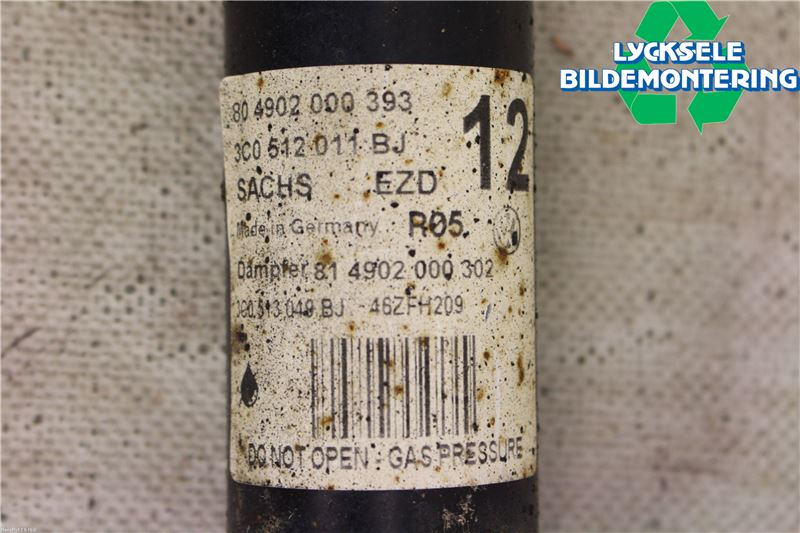 LYCKSELE
BILDEMONTERING
80 4902 000 393
3C0 512 011 BJ
12
SACHS EZD
Made in Germany R05
Dämpfer 81 4902 000 302
3C0 513 049 BJ 46ZFH209
DO NOT OPEN - GAS PRESSURE